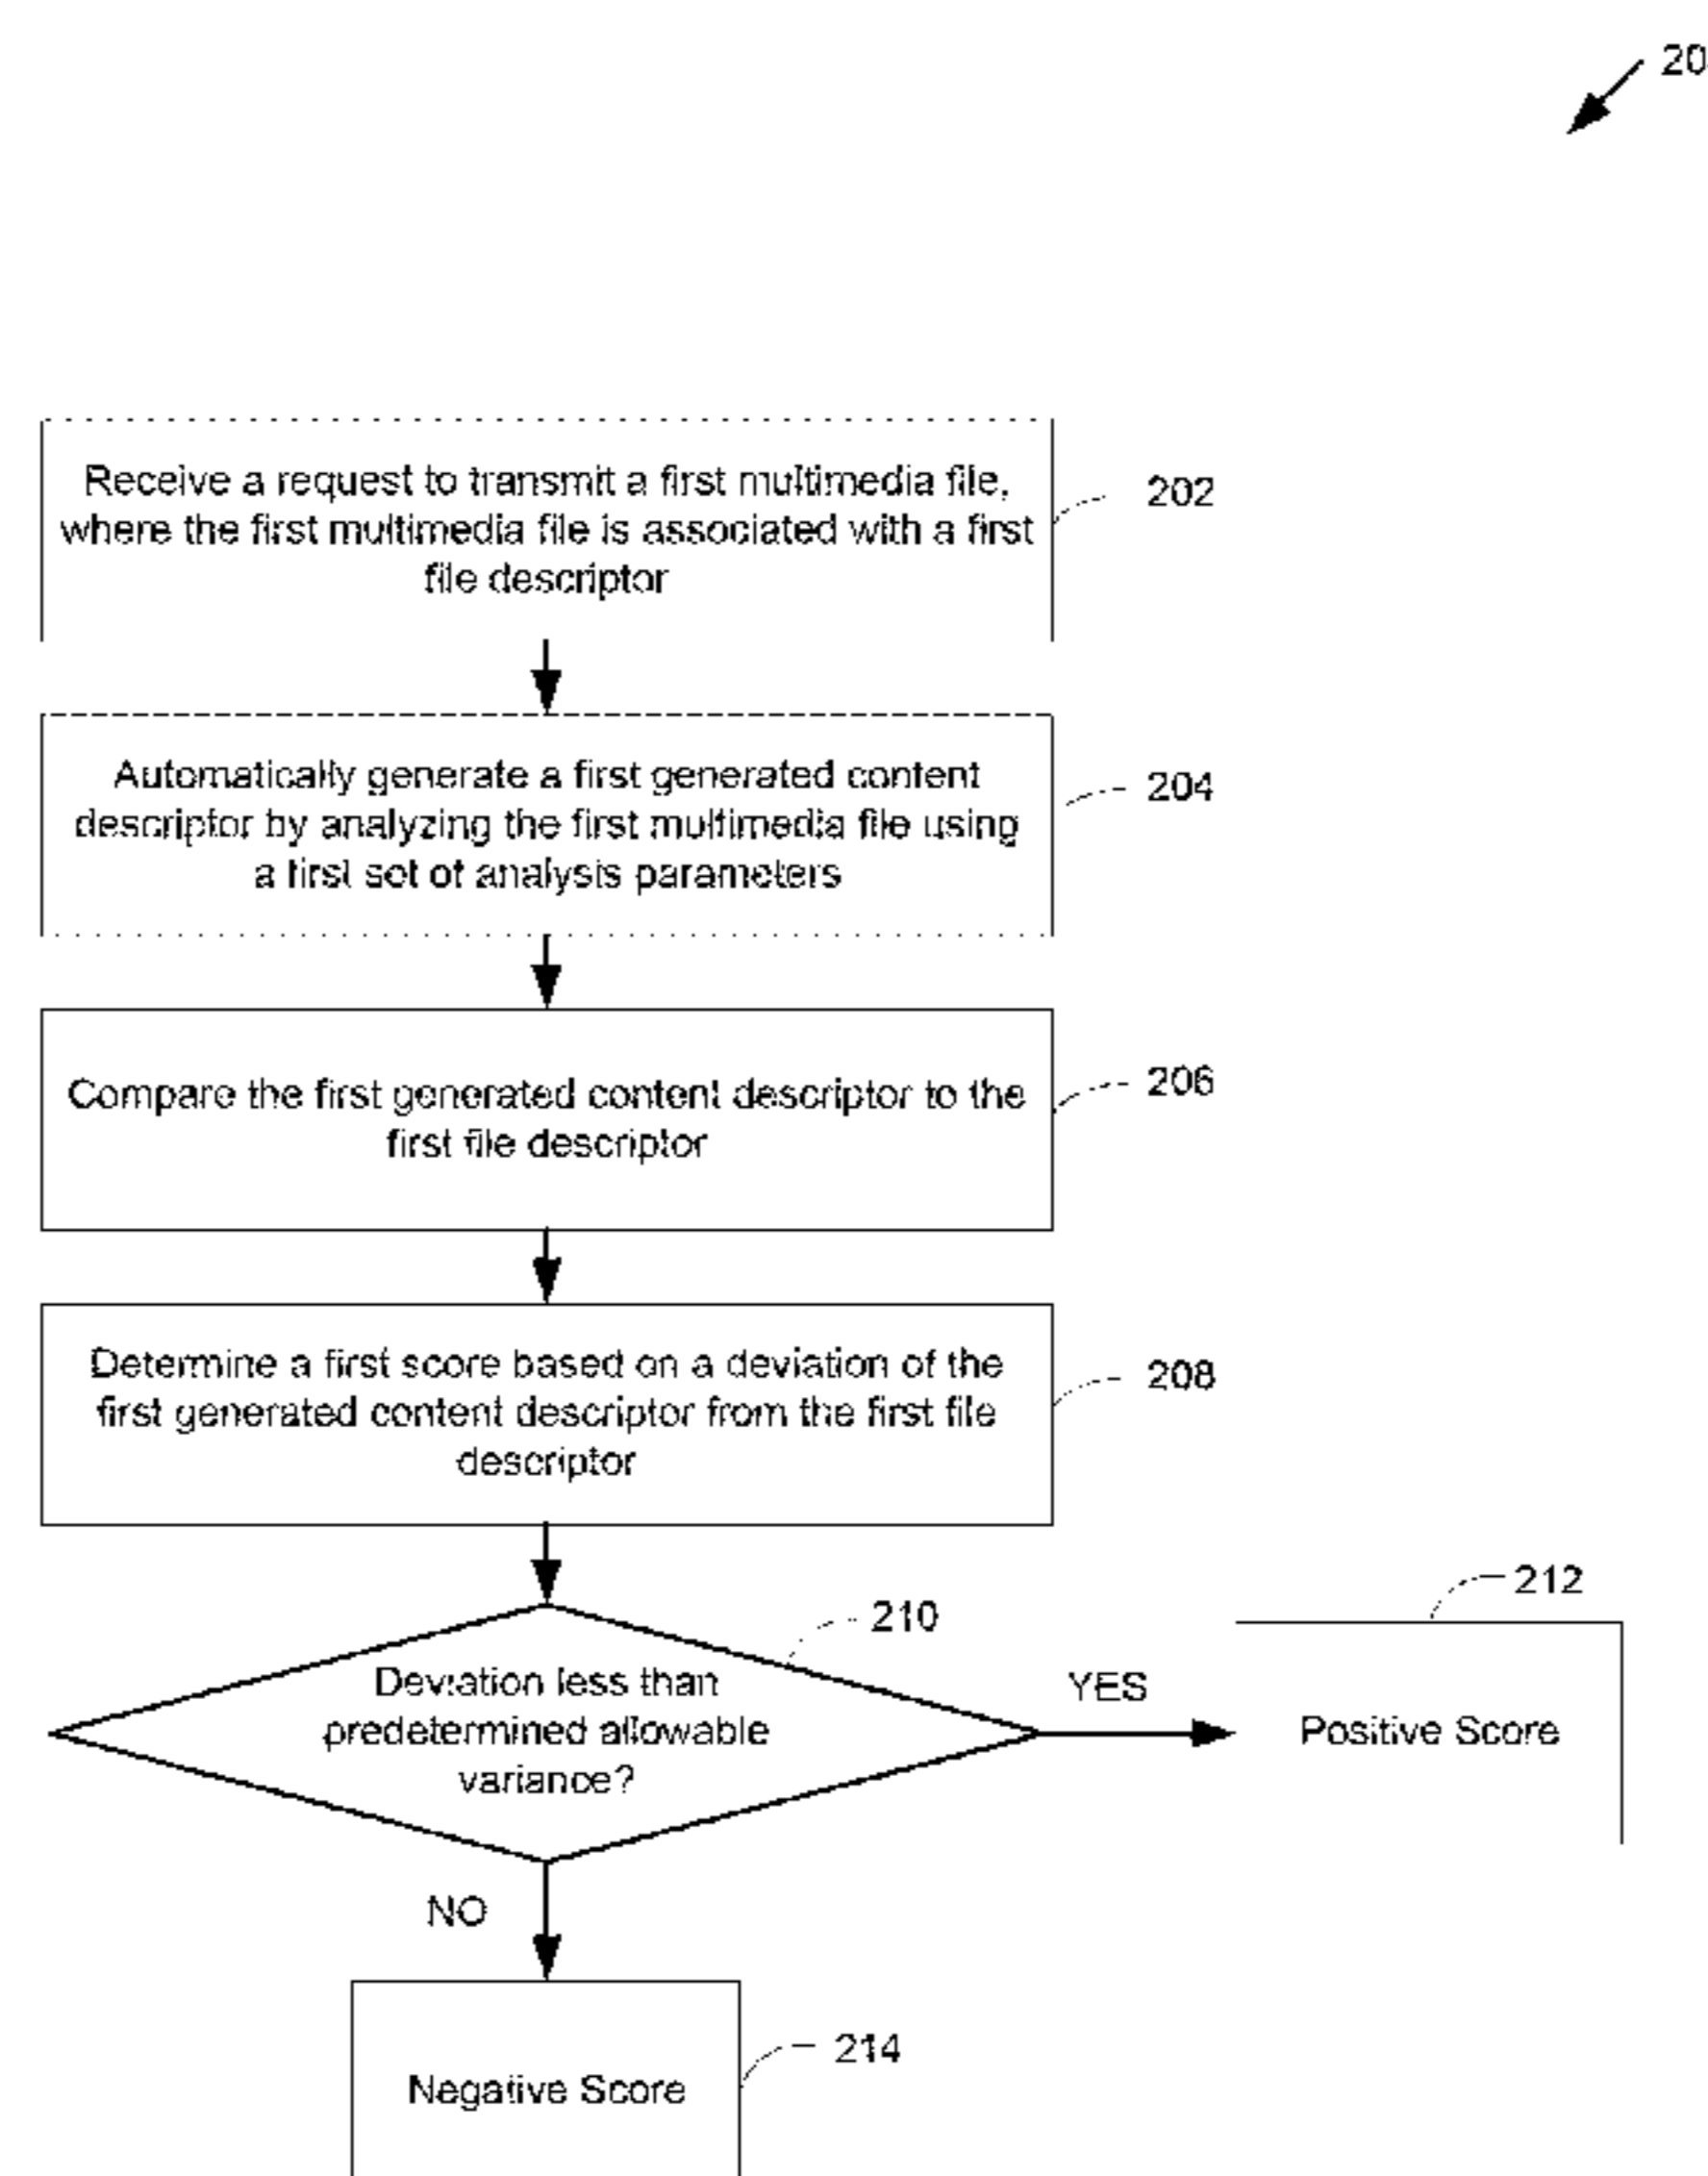 20
Receive a request to transmit a first multimedia file,
where the first multimedia file is associated with a first
file descriptor
202
Automatically generate a first generated content
descriptor by analyzing the first multimedia file using
a first set of analysis parameters
204
Compare the first generated content descriptor to the
first file descriptor
206
Determine a first score based on a deviation of the
first generated content descriptor from the first file
descriptor
208
Deviation less than
predetermined allowable
variance?
210
YES
212
Positive Score
NO
Negative Score
214